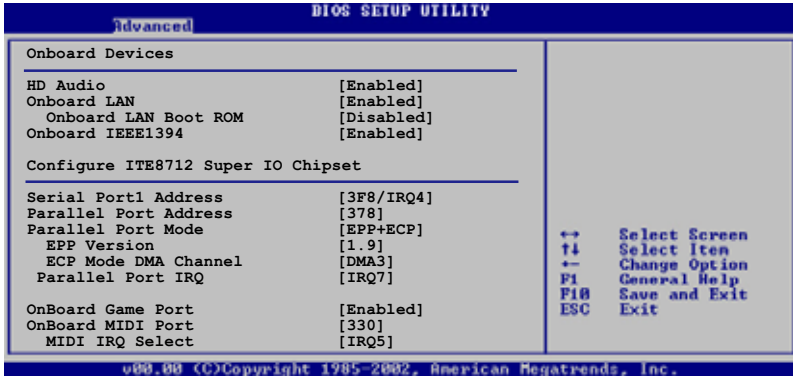 BIOS SETUP UTILITY
Advanced
Onboard Devices
HD Audio [Enabled]
Onboard LAN [Enabled]
Onboard LAN Boot ROM [Disabled]
Onboard IEEE1394 [Enabled]
Configure ITE8712 Super IO Chipset
Serial Port1 Address [3F8/IRQ4]
Parallel Port Address [378]
Parallel Port Mode [EPP+ECP]
EPP Version [1.9]
ECP Mode DMA Channel [DMA3]
Parallel Port IRQ [IRQ7]
OnBoard Game Port [Enabled]
OnBoard MIDI Port [330]
MIDI IRQ Select [IRQ5]
↔ Select Screen
↑↓ Select Item
←- Change Option
F1 General Help
F10 Save and Exit
ESC Exit
v00.00 (C)Copyright 1985-2002, American Megatrends, Inc.